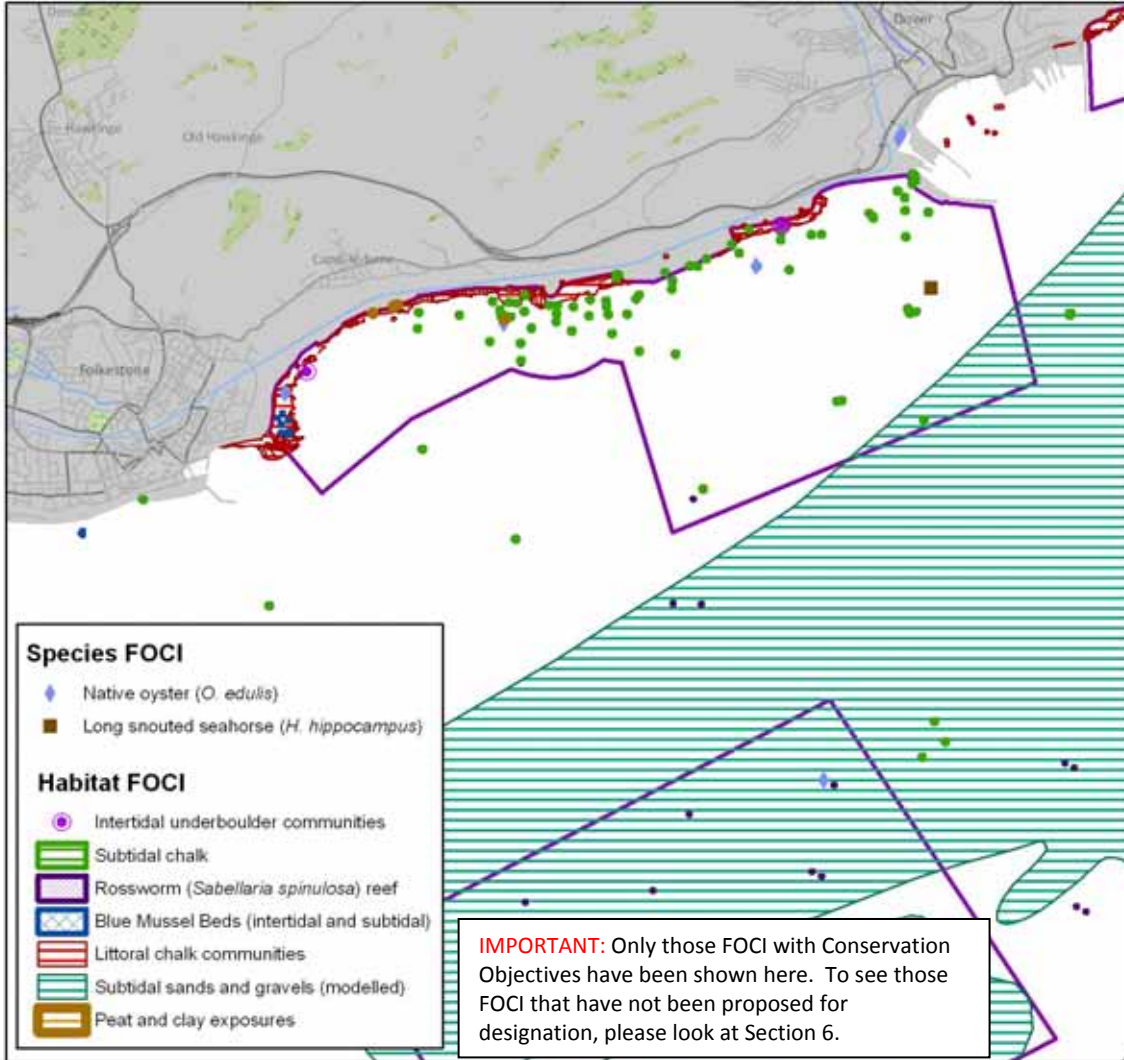 Densole
Dover
Hawkinge
Old Hawkinge
Capel-le-Ferne
Folkestone
Species FOCI
Native oyster (O. edulis)
Long snouted seahorse (H. hippocampus)
Habitat FOCI
Intertidal underboulder communities
Subtidal chalk
Rossworm (Sabellaria spinulosa) reef
Blue Mussel Beds (intertidal and subtidal)
Littoral chalk communities
Subtidal sands and gravels (modelled)
Peat and clay exposures
IMPORTANT: Only those FOCI with Conservation
Objectives have been shown here. To see those
FOCI that have not been proposed for
designation, please look at Section 6.